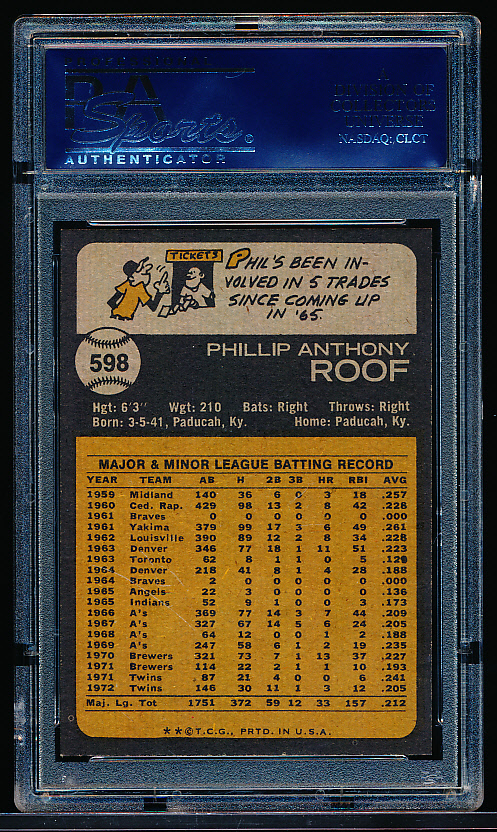 PSA
Sports
AUTHENTICATOR
A
DIVISION OF
COLLECTORS
UNIVERSE
NASDAQ: CLCT
TICKETS
PHIL'S BEEN IN-
VOLVED IN 5 TRADES
SINCE COMING UP
IN '65.
598
PHILLIP ANTHONY
ROOF
Hgt: 6'3" Wgt: 210 Bats: Right Throws: Right
Born: 3-5-41, Paducah, Ky. Home: Paducah, Ky.
MAJOR & MINOR LEAGUE BATTING RECORD
YEAR TEAM AB H 2B 3B HR RBI AVG
1959 Midland 140 36 6 0 3 18 .257
1960 Ced. Rap. 429 98 13 2 8 42 .228
1961 Braves 0 0 0 0 0 0 .000
1961 Yakima 379 99 17 3 6 49 .261
1962 Louisville 390 89 12 2 8 34 .228
1963 Denver 346 77 18 1 11 51 .223
1963 Toronto 62 8 1 1 0 5 .129
1964 Denver 218 41 8 1 4 28 .188
1964 Braves 2 0 0 0 0 0 .000
1965 Angels 22 3 0 0 0 0 .136
1965 Indians 52 9 1 0 0 3 .173
1966 A's 369 77 14 3 7 44 .209
1967 A's 327 67 14 5 6 24 .205
1968 A's 64 12 0 0 1 2 .188
1969 A's 247 58 6 1 2 19 .235
1970 Brewers 321 73 7 1 13 37 .227
1971 Brewers 114 22 2 1 1 10 .193
1971 Twins 87 21 4 0 0 6 .241
1972 Twins 146 30 11 1 3 12 .205
Maj. Lg. Tot 1751 372 59 12 33 157 .212
**©T.C.G., PRTD. IN U.S.A.